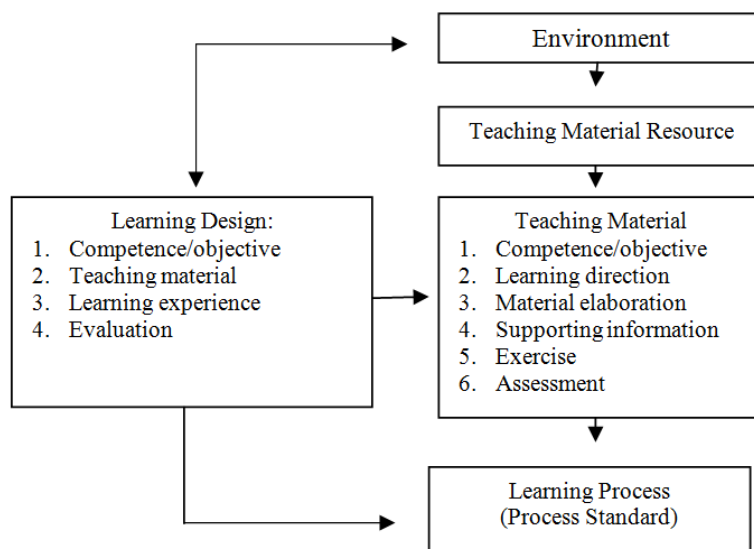 Environment
Teaching Material Resource
Learning Design:
1. Competence/objective
2. Teaching material
3. Learning experience
4. Evaluation
Teaching Material
1. Competence/objective
2. Learning direction
3. Material elaboration
4. Supporting information
5. Exercise
6. Assessment
Learning Process
(Process Standard)